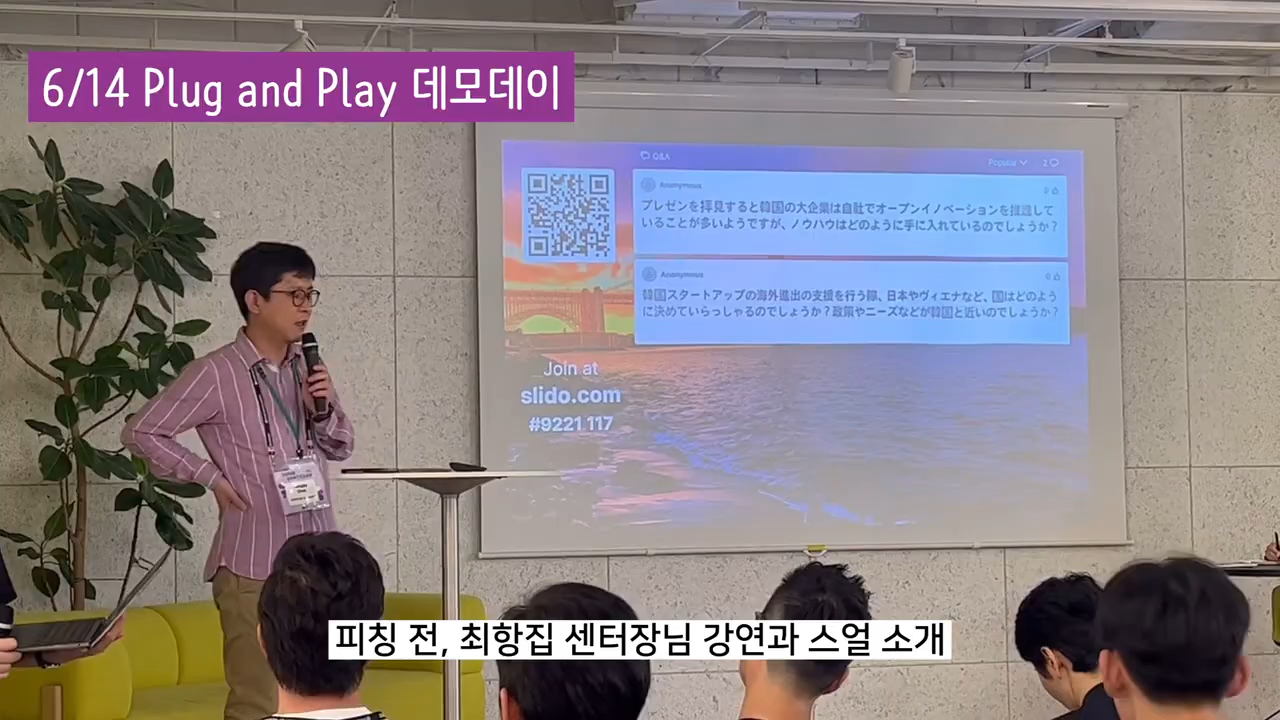 6/14 Plug and Play 데모데이
Q&A
Popular
2
Anonymous
0
プレゼンを拝見すると韓国の大企業は自社でオープンイノベーションを推進して
いることが多いようですが、ノウハウはどのように手に入れているのでしょうか？
Anonymous
0
韓国スタートアップの海外進出の支援を行う際、日本やヴィエナなど、国はどのよう
に決めていらっしゃるのでしょうか？政策やニーズなどが韓国と近いのでしょうか？
Join at
slido.com
#9221 117
피칭 전, 최항집 센터장님 강연과 스얼 소개